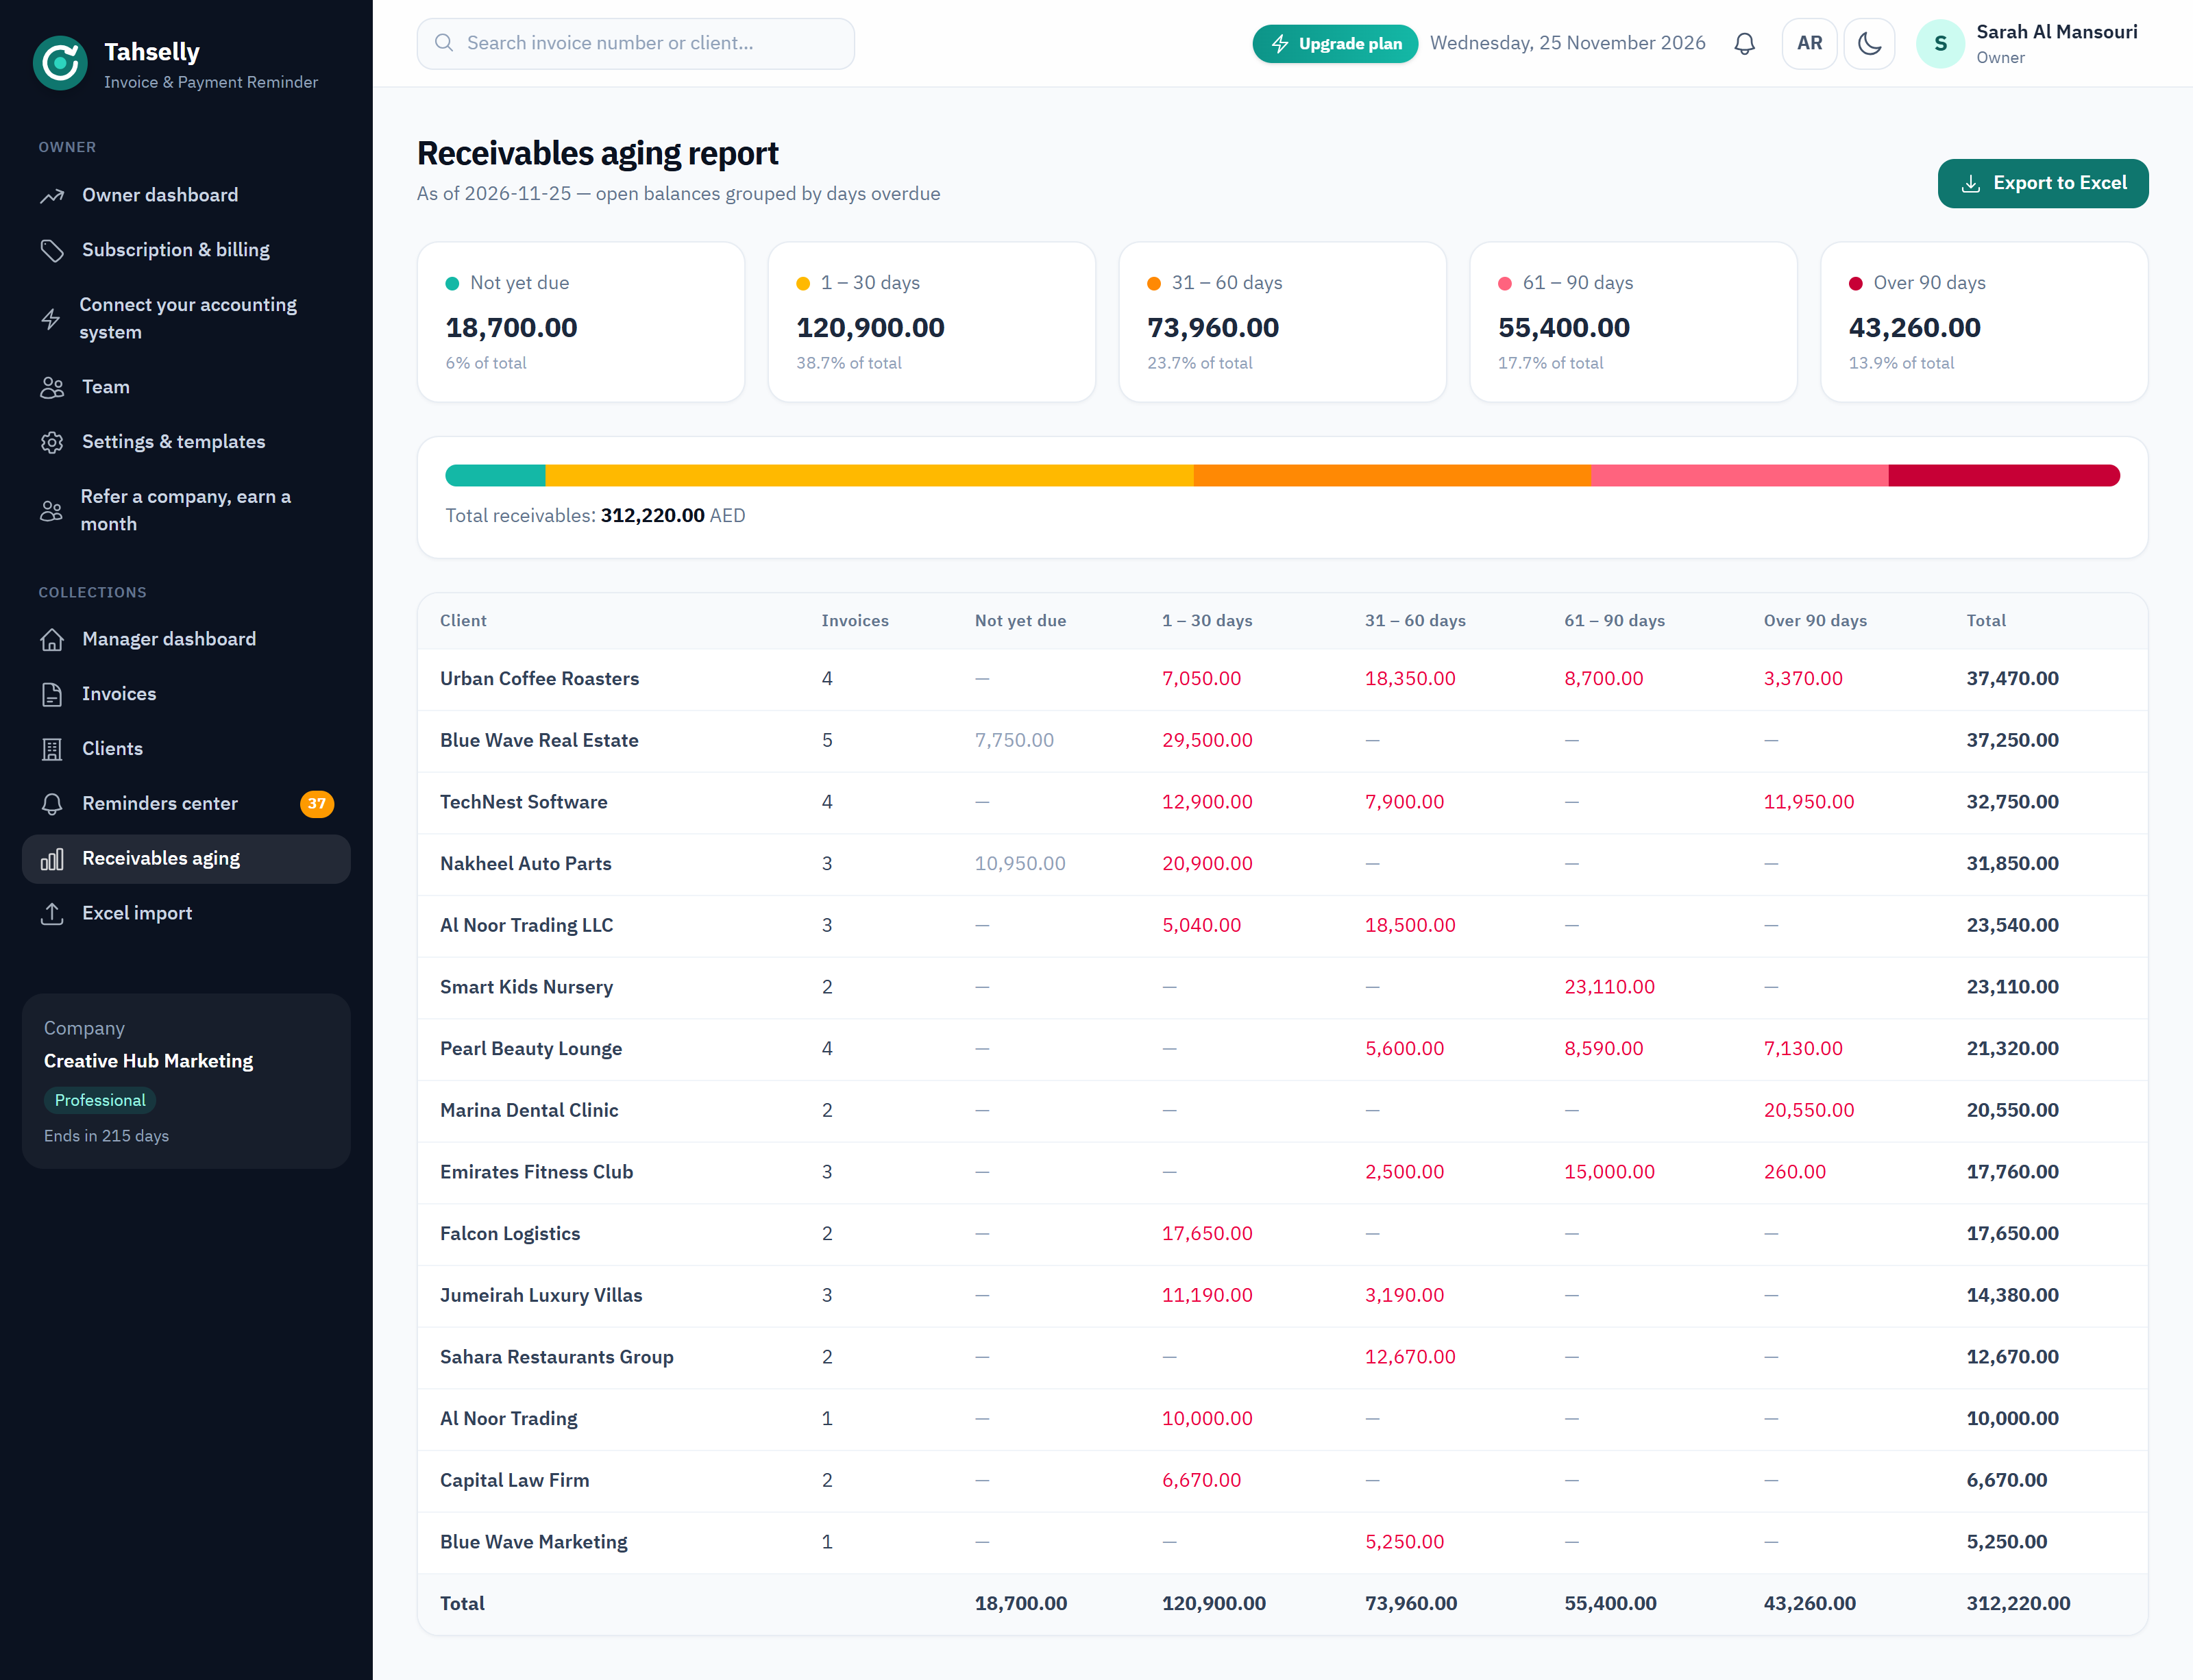 Tahselly
Invoice & Payment Reminder
OWNER
Owner dashboard
Subscription & billing
Connect your accounting
system
Team
Settings & templates
Refer a company, earn a
month
COLLECTIONS
Manager dashboard
Invoices
Clients
Reminders center 37
Receivables aging
Excel import
Company
Creative Hub Marketing
Professional
Ends in 215 days
Search invoice number or client...
Upgrade plan
Wednesday, 25 November 2026
AR
S
Sarah Al Mansouri
Owner
Receivables aging report
As of 2026-11-25 — open balances grouped by days overdue
Export to Excel
Not yet due
18,700.00
6% of total
1 – 30 days
120,900.00
38.7% of total
31 – 60 days
73,960.00
23.7% of total
61 – 90 days
55,400.00
17.7% of total
Over 90 days
43,260.00
13.9% of total
Total receivables: 312,220.00 AED
Client Invoices Not yet due 1 – 30 days 31 – 60 days 61 – 90 days Over 90 days Total
Urban Coffee Roasters 4 — 7,050.00 18,350.00 8,700.00 3,370.00 37,470.00
Blue Wave Real Estate 5 7,750.00 29,500.00 — — — 37,250.00
TechNest Software 4 — 12,900.00 7,900.00 — 11,950.00 32,750.00
Nakheel Auto Parts 3 10,950.00 20,900.00 — — — 31,850.00
Al Noor Trading LLC 3 — 5,040.00 18,500.00 — — 23,540.00
Smart Kids Nursery 2 — — — 23,110.00 — 23,110.00
Pearl Beauty Lounge 4 — — 5,600.00 8,590.00 7,130.00 21,320.00
Marina Dental Clinic 2 — — — — 20,550.00 20,550.00
Emirates Fitness Club 3 — — 2,500.00 15,000.00 260.00 17,760.00
Falcon Logistics 2 — 17,650.00 — — — 17,650.00
Jumeirah Luxury Villas 3 — 11,190.00 3,190.00 — — 14,380.00
Sahara Restaurants Group 2 — — 12,670.00 — — 12,670.00
Al Noor Trading 1 — 10,000.00 — — — 10,000.00
Capital Law Firm 2 — 6,670.00 — — — 6,670.00
Blue Wave Marketing 1 — — 5,250.00 — — 5,250.00
Total 18,700.00 120,900.00 73,960.00 55,400.00 43,260.00 312,220.00